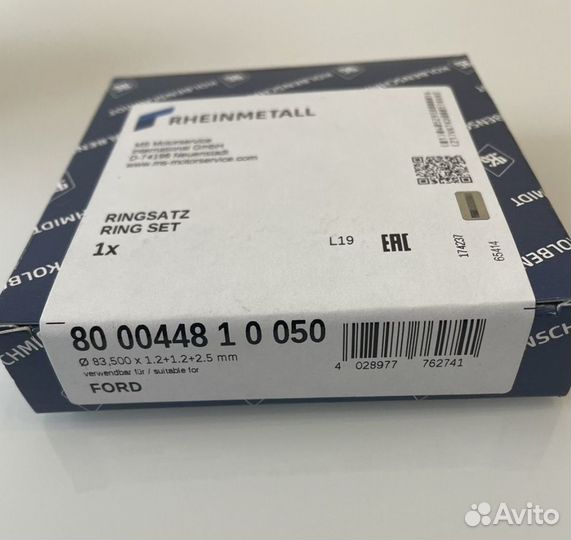 KOLBENSCHMIDT
RHEINMETALL
MS Motorservice
International GmbH
D-74196 Neuenstadt
www.ms-motorservice.com
RINGSATZ
RING SET
1x
L19
EAC
174237
65414
80 00448 1 0 050
Ø 83,500 x 1.2+1.2+2.5 mm
verwendbar für / suitable for
FORD
4 028977 762741
Avito